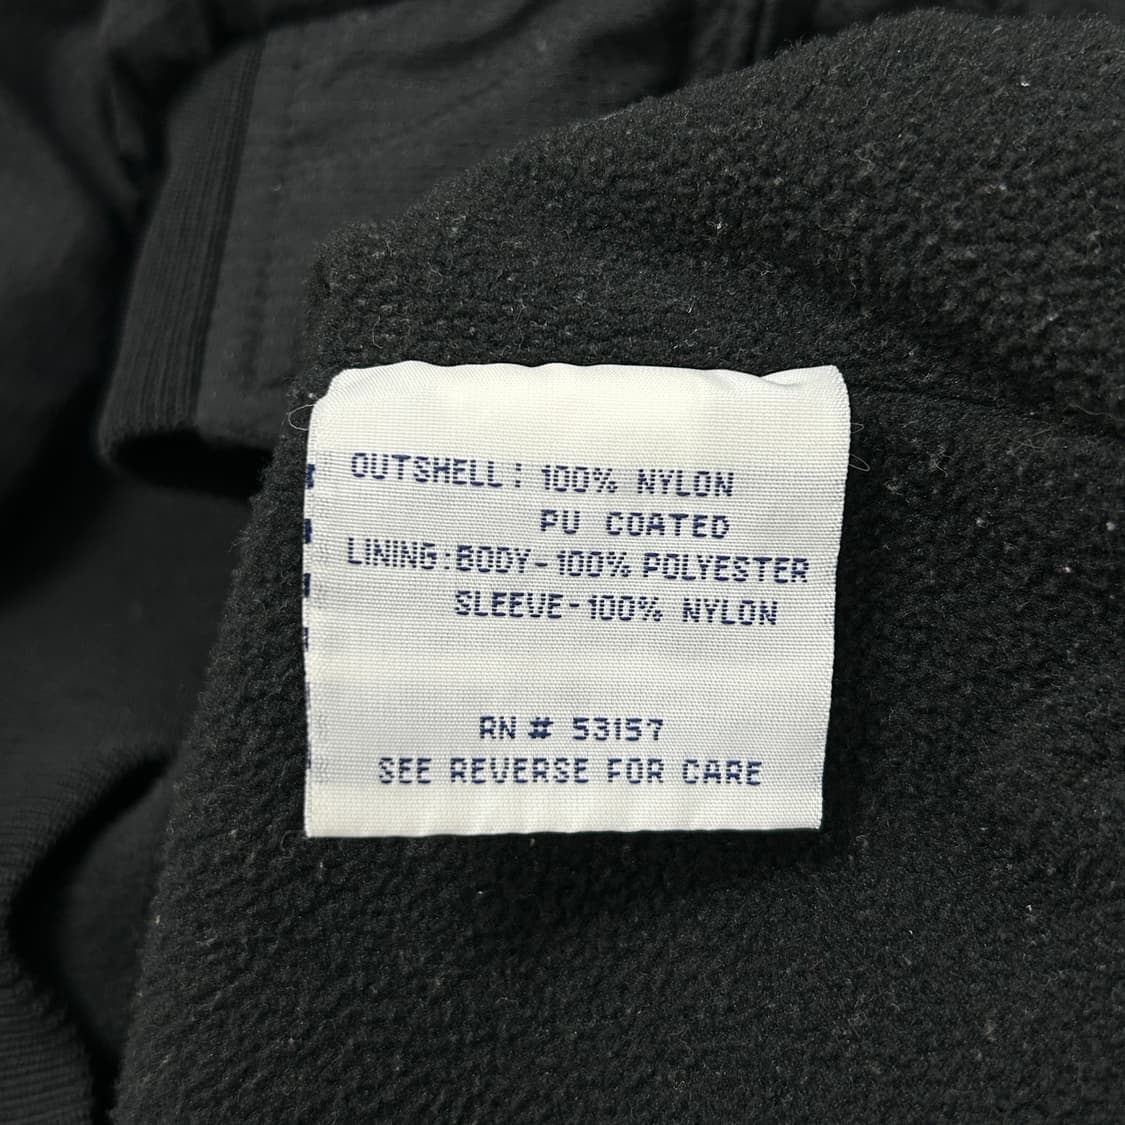 OUTSHELL: 100% NYLON
PU COATED
LINING: BODY-100% POLYESTER
SLEEVE-100% NYLON
RN # 53157
SEE REVERSE FOR CARE